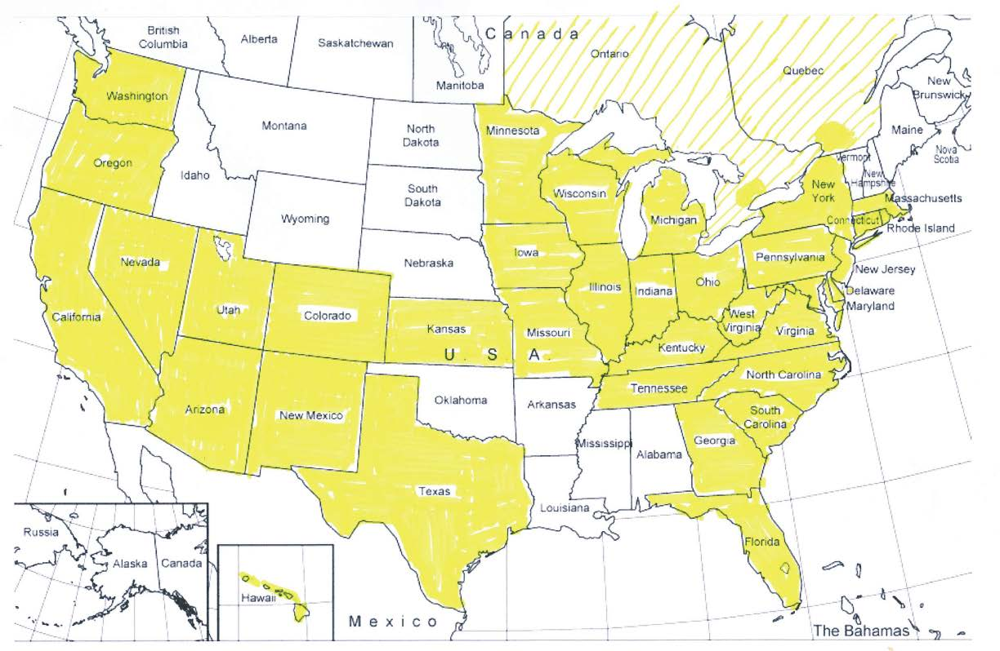 British
Columbia
Alberta
Saskatchewan
Manitoba
Canada
Ontario
Quebec
New
Brunswick
Nova
Scotia
Maine
Vermont
New
Hampshire
Massachusetts
Rhode Island
Connecticut
New
York
New Jersey
Pennsylvania
Delaware
Maryland
Washington
Oregon
Idaho
Montana
Wyoming
North
Dakota
South
Dakota
Nebraska
Minnesota
Wisconsin
Michigan
Iowa
Illinois
Indiana
Ohio
West
Virginia
Virginia
Kentucky
Missouri
Kansas
U. S. A.
Colorado
Utah
Nevada
California
Arizona
New Mexico
Oklahoma
Arkansas
Tennessee
North Carolina
South
Carolina
Georgia
Alabama
Mississippi
Louisiana
Texas
Florida
Russia
Alaska
Canada
Hawaii
Mexico
The Bahamas